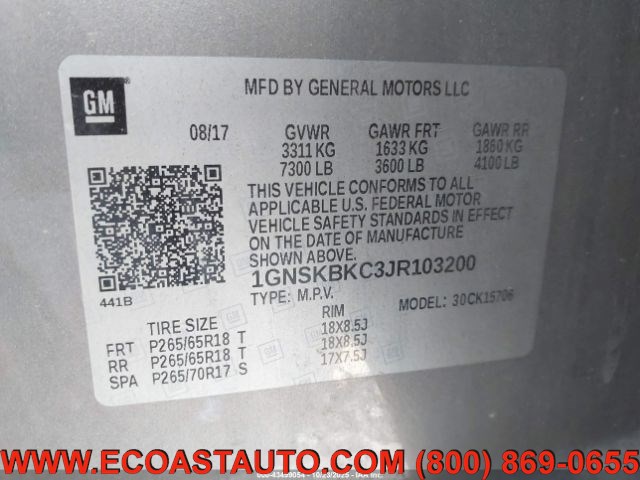 GM
MFD BY GENERAL MOTORS LLC
08/17 GVWR GAWR FRT GAWR RR
3311 KG 1633 KG 1860 KG
7300 LB 3600 LB 4100 LB
THIS VEHICLE CONFORMS TO ALL
APPLICABLE U.S. FEDERAL MOTOR
VEHICLE SAFETY STANDARDS IN EFFECT
ON THE DATE OF MANUFACTURE
SHOWN ABOVE.
1GNSKBKC3JR103200
441B
TYPE: M.P.V. MODEL: 30CK15706
TIRE SIZE RIM
FRT P265/65R18 T 18X8.5J
RR P265/65R18 T 18X8.5J
SPA P265/70R17 S 17X7.5J
WWW.ECOASTAUTO.COM (800) 869-0655